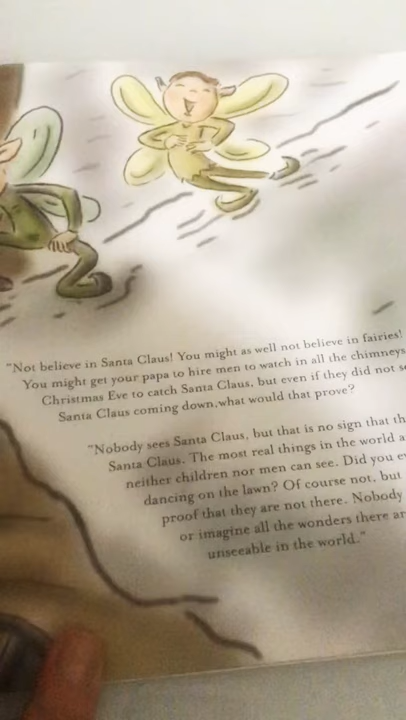 "Not believe in Santa Claus! You might as well not believe in fairies!
You might get your papa to hire men to watch in all the chimneys
Christmas Eve to catch Santa Claus, but even if they did not
Santa Claus coming down,what would that prove?
"Nobody sees Santa Claus, but that is no sign that
Santa Claus. The most real things in the world
neither children nor men can see. Did you
dancing on the lawn? Of course not, but
proof that they are not there. Nobody
or imagine all the wonders there
unseeable in the world."